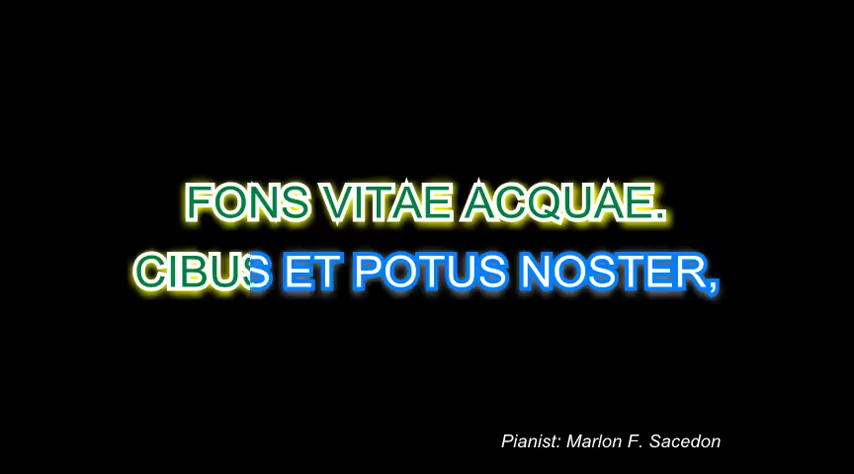 FONS VITAE ACQUAE.
CIBUS ET POTUS NOSTER,
Pianist: Marlon F. Sacedon